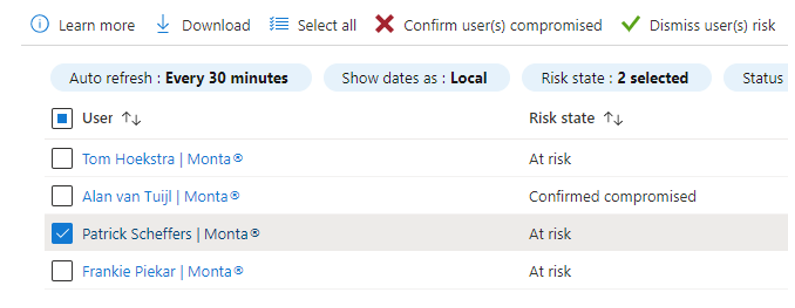 Learn more Download Select all Confirm user(s) compromised Dismiss user(s) risk
Auto refresh : Every 30 minutes Show dates as : Local Risk state : 2 selected Status
User ↑↓ Risk state ↑↓
Tom Hoekstra | Monta® At risk
Alan van Tuijl | Monta® Confirmed compromised
Patrick Scheffers | Monta® At risk
Frankie Piekar | Monta® At risk